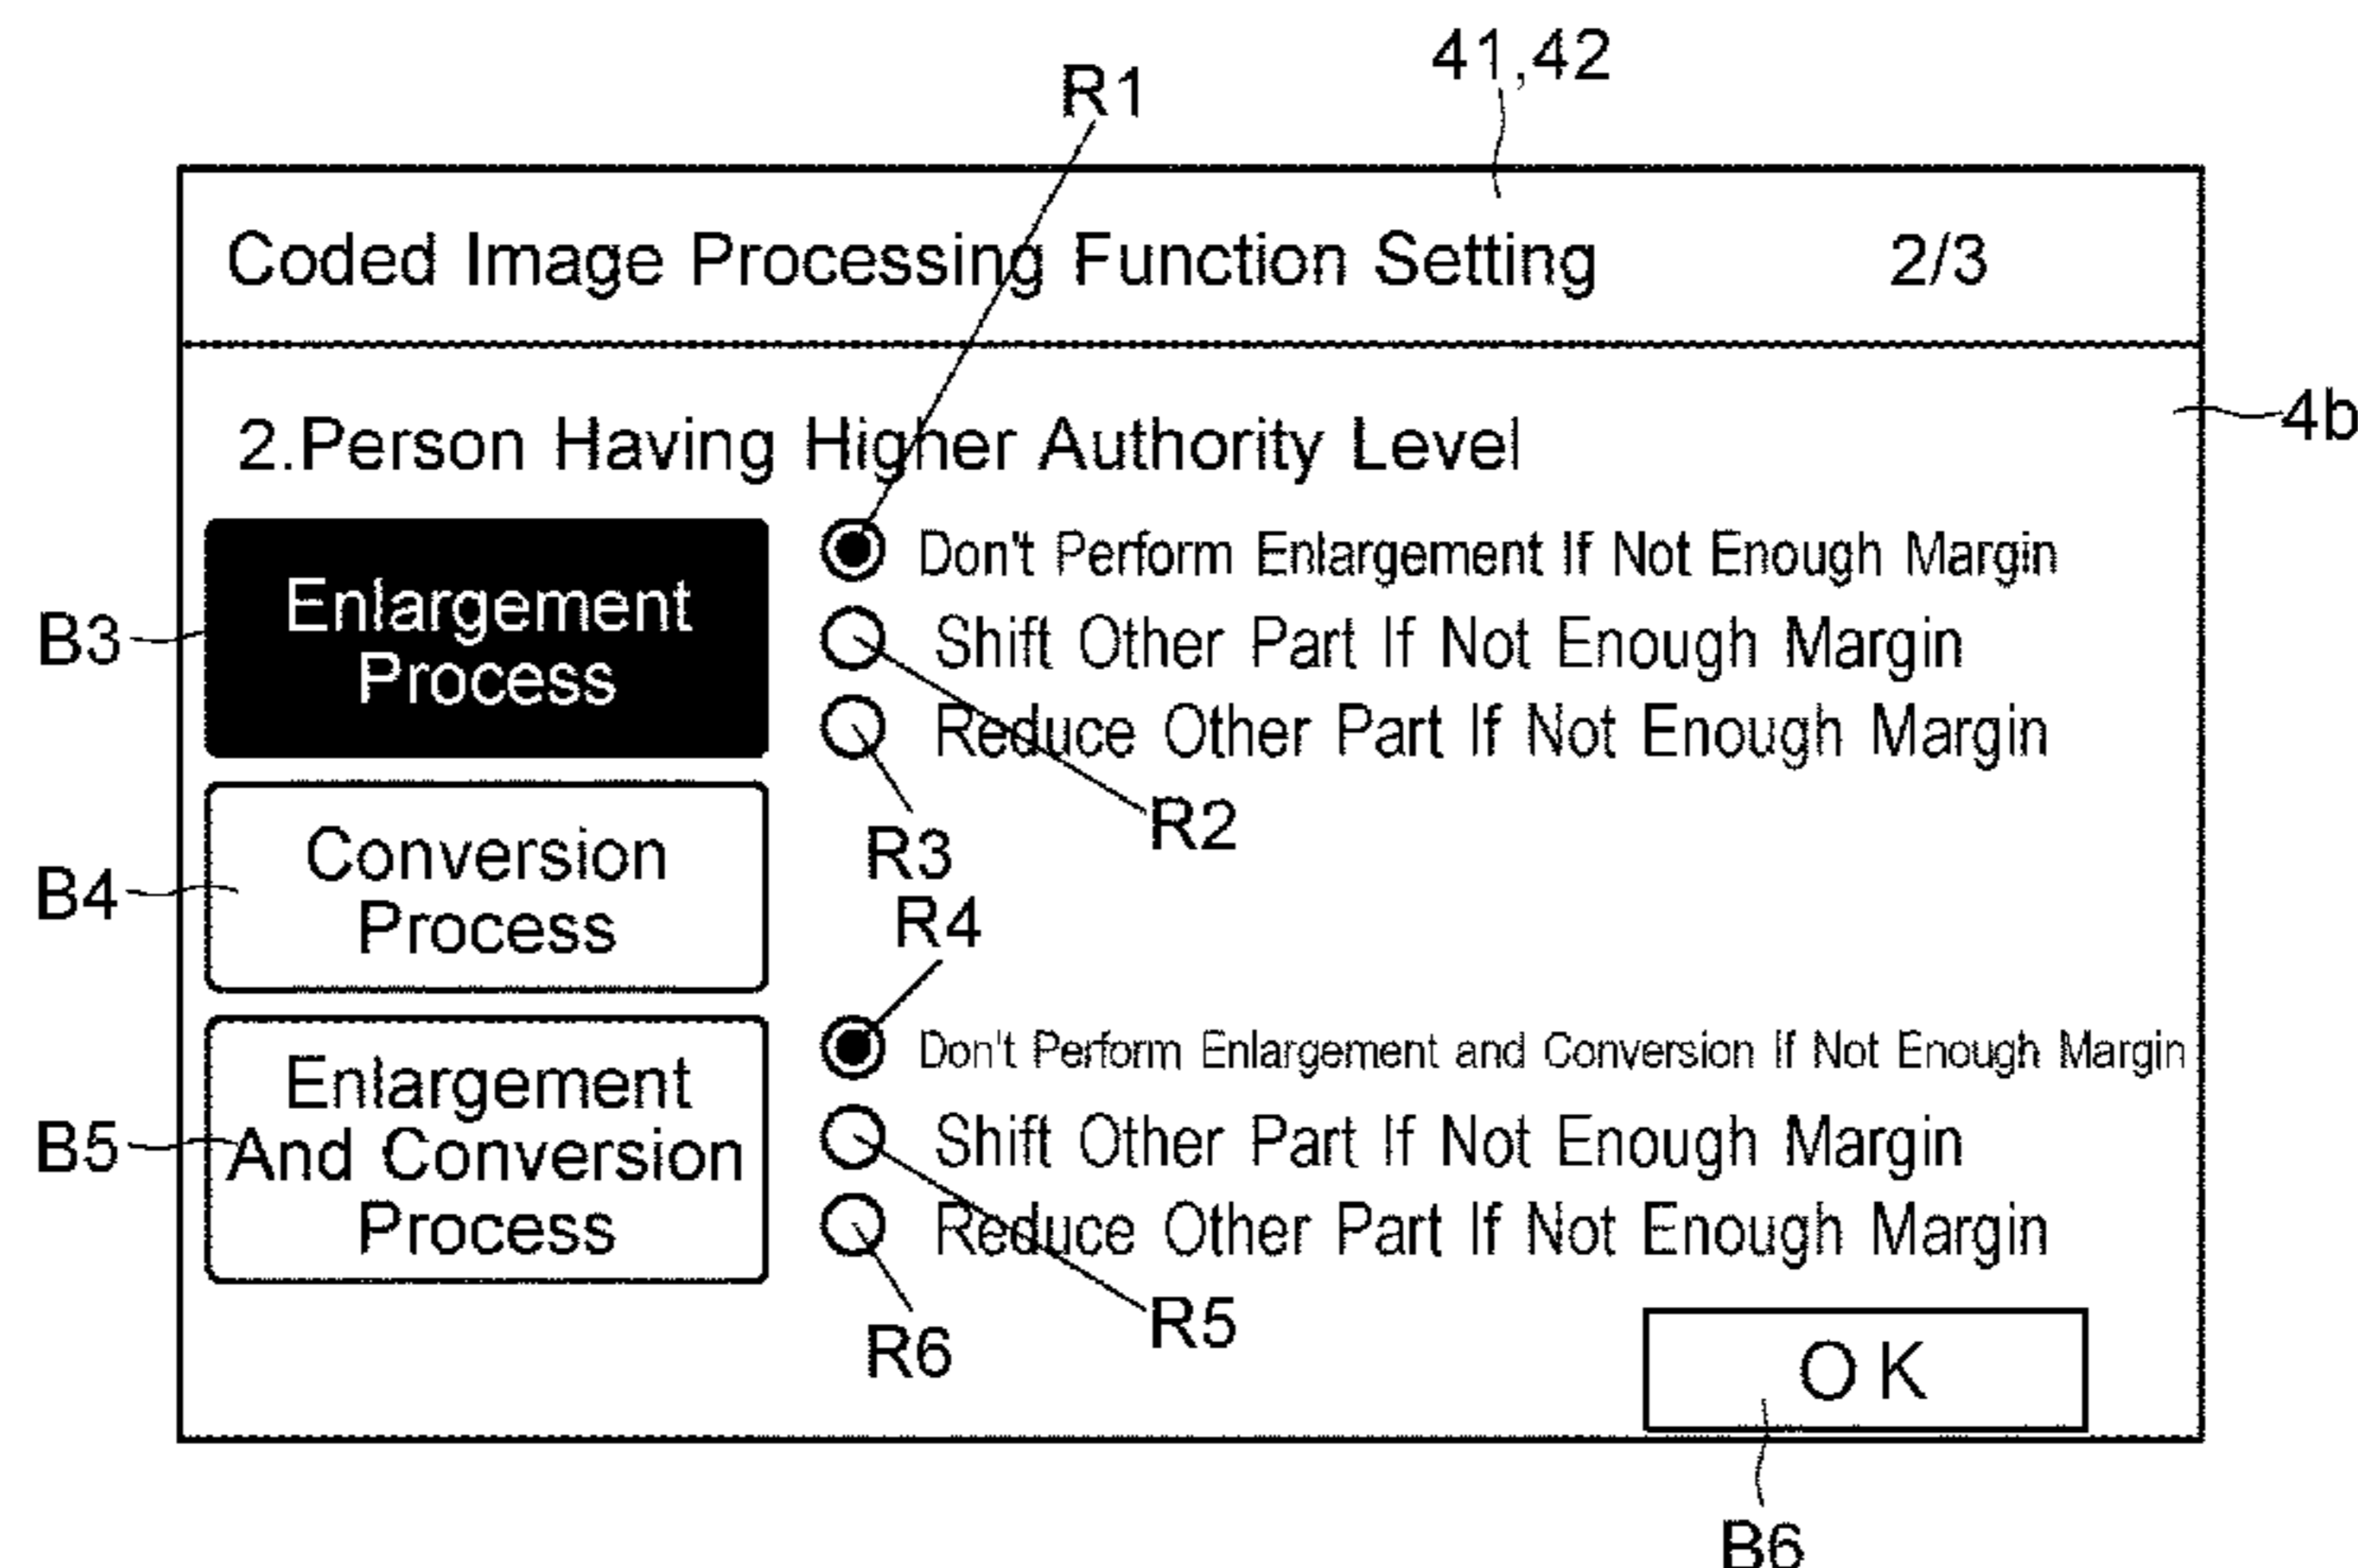 41,42
R1
Coded Image Processing Function Setting 2/3
4b
2.Person Having Higher Authority Level
B3
Enlargement
Process
Don't Perform Enlargement If Not Enough Margin
Shift Other Part If Not Enough Margin
Reduce Other Part If Not Enough Margin
R3
R2
B4
Conversion
Process
R4
B5
Enlargement
And Conversion
Process
Don't Perform Enlargement and Conversion If Not Enough Margin
Shift Other Part If Not Enough Margin
Reduce Other Part If Not Enough Margin
R6
R5
OK
B6